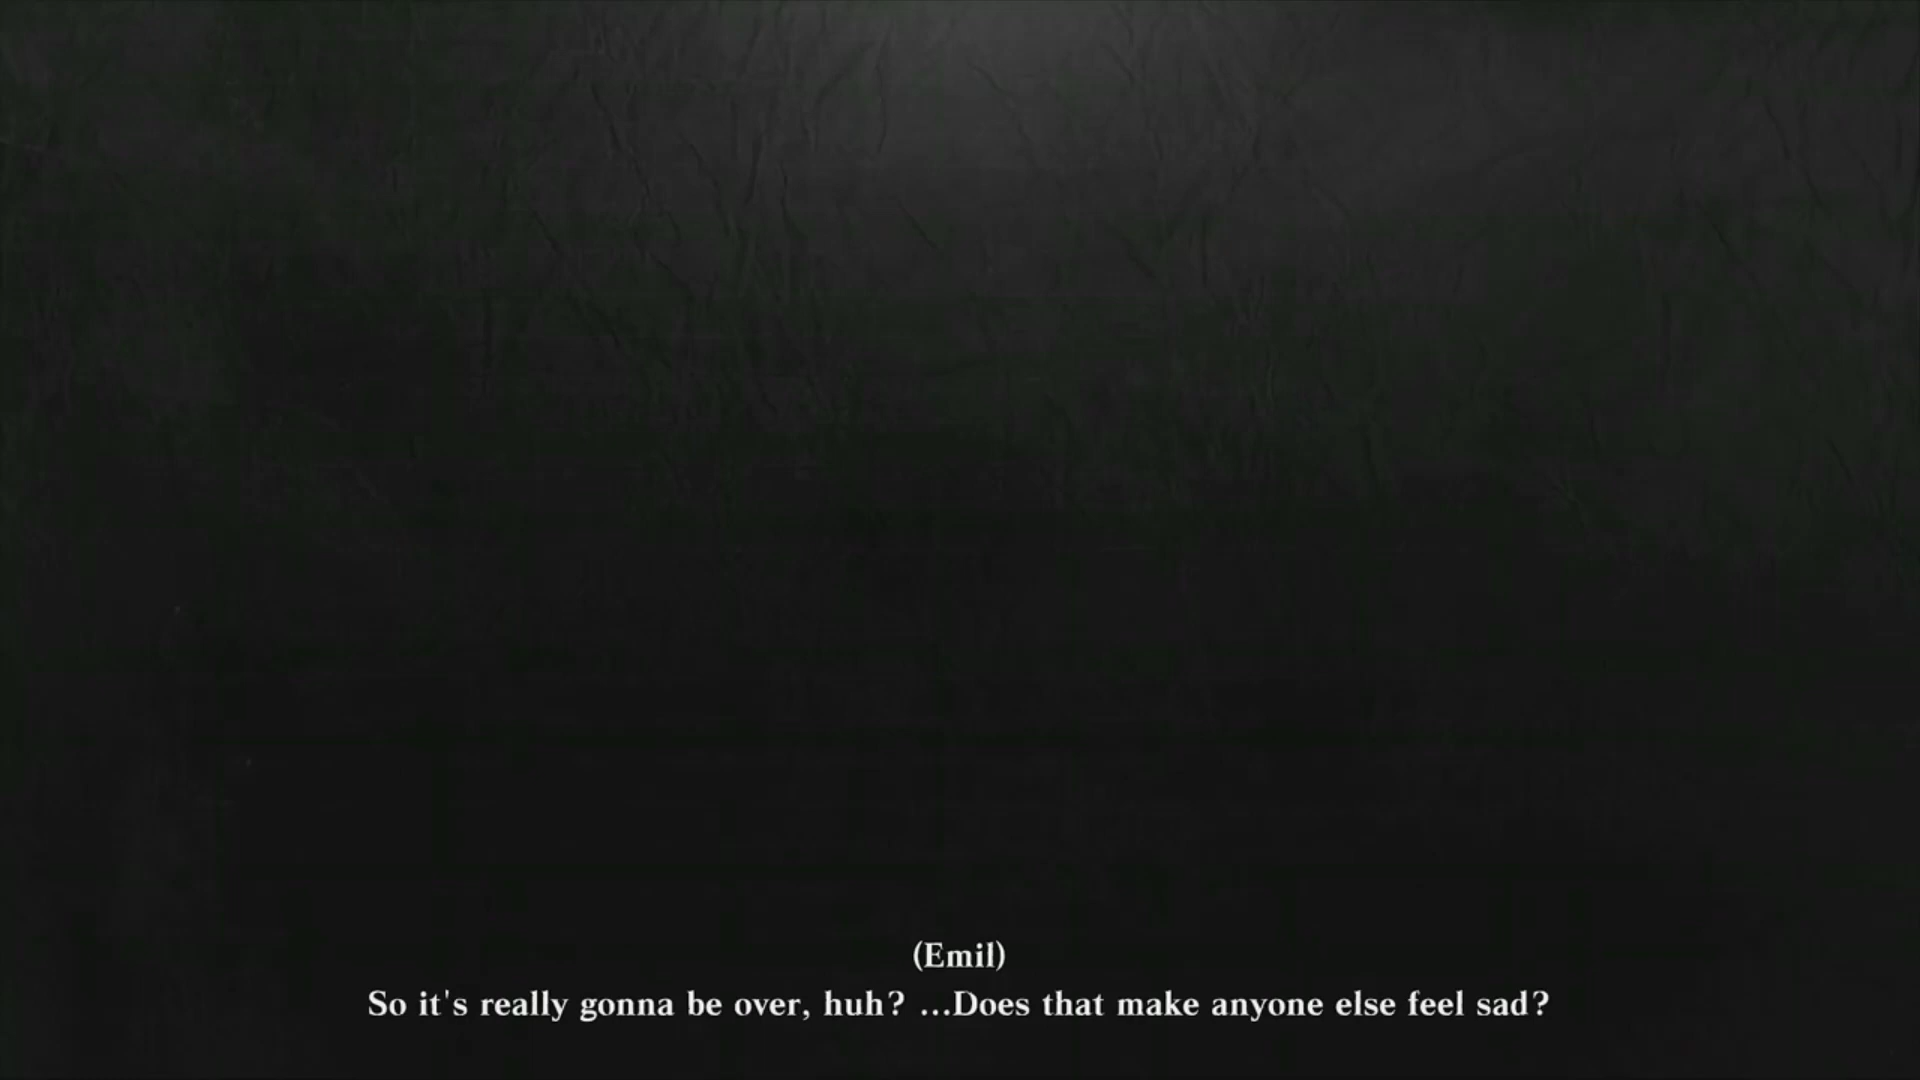 (Emil)
So it's really gonna be over, huh? ...Does that make anyone else feel sad?